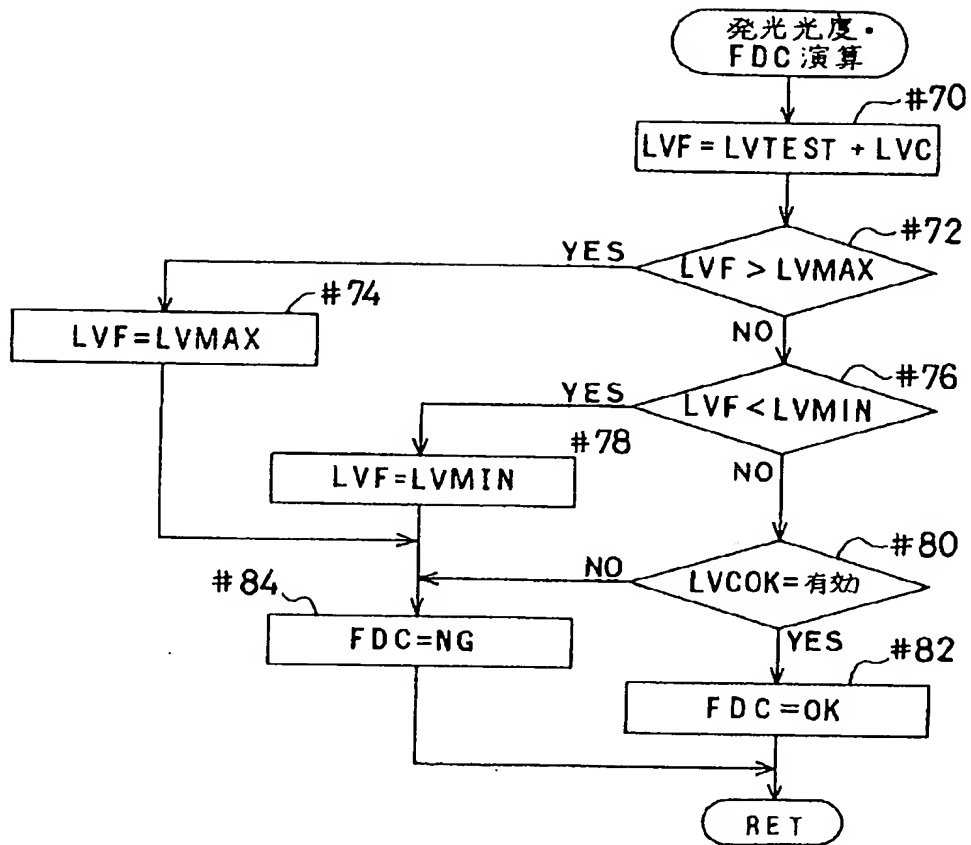 発光光度・
FDC演算
#70
LVF=LVTEST+LVC
#72
YES
LVF>LVMAX
#74
LVF=LVMAX
NO
#76
YES
LVF<LVMIN
#78
LVF=LVMIN
NO
#80
NO
LVCOK=有効
#84
FDC=NG
YES
#82
FDC=OK
RET